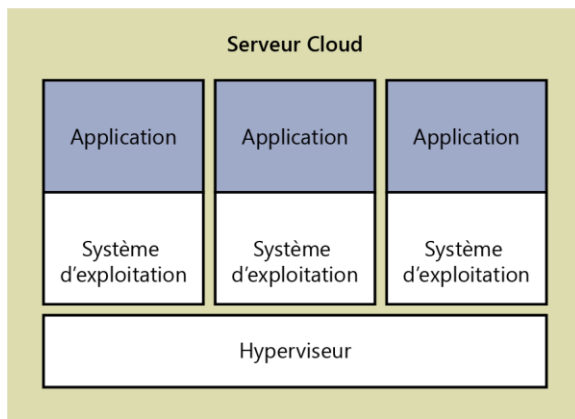 Serveur Cloud
Application
Application
Application
Système
d'exploitation
Système
d'exploitation
Système
d'exploitation
Hyperviseur